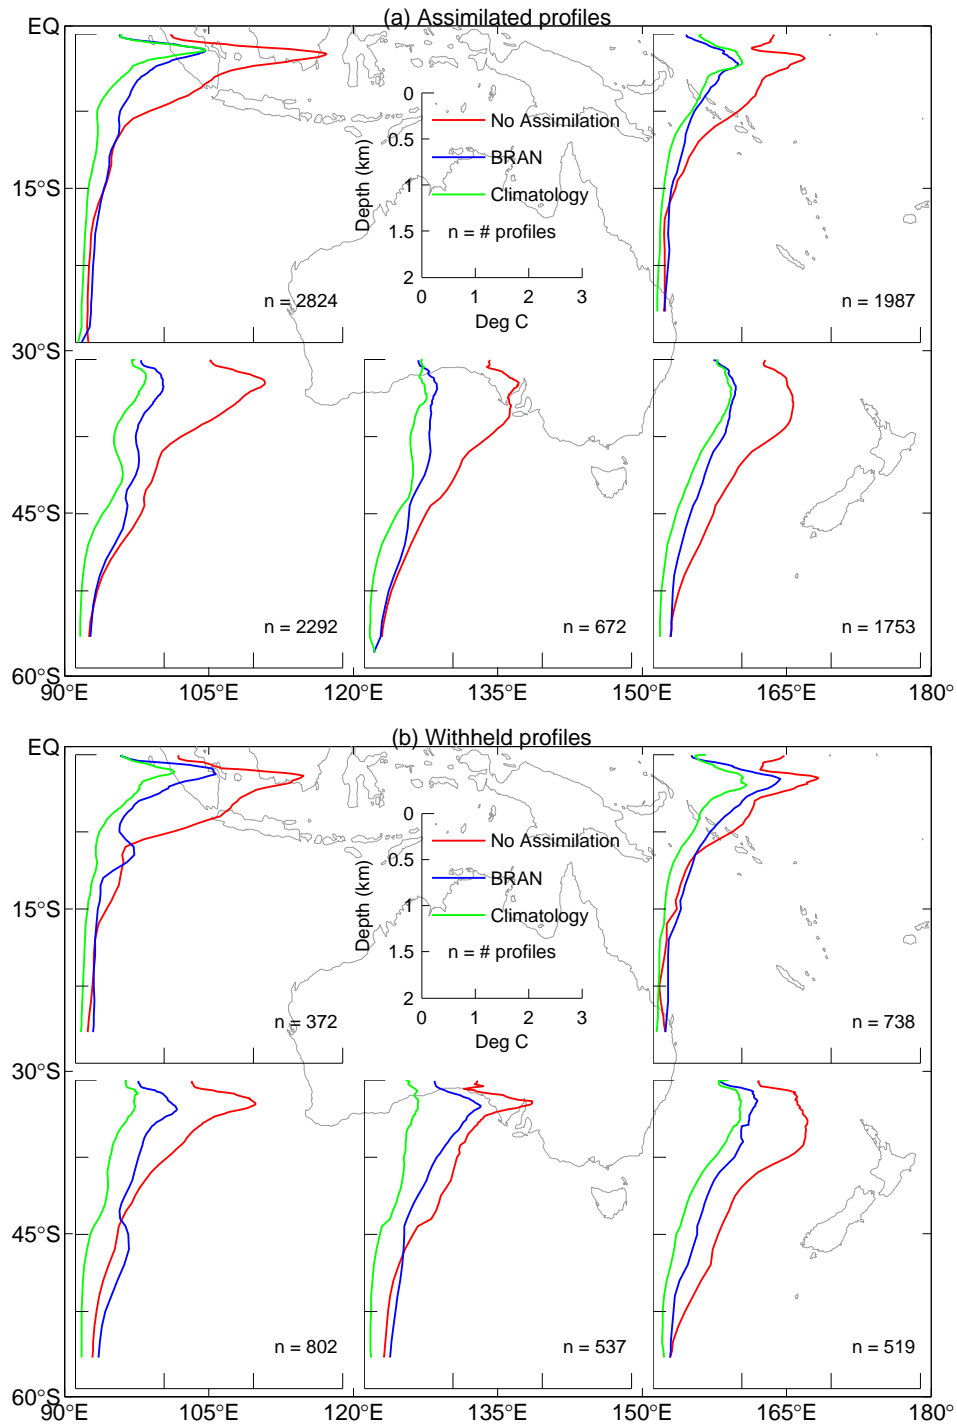 (a) Assimilated profiles
EQ
0
No Assimilation
0.5
BRAN
Depth (km)
1
Climatology
15°S
1.5
n = # profiles
2
0 1 2 3
Deg C
n = 2824
n = 1987
30°S
45°S
n = 2292
n = 672
n = 1753
60°S
90°E 105°E 120°E 135°E 150°E 165°E 180°
(b) Withheld profiles
EQ
0
No Assimilation
0.5
BRAN
Depth (km)
1
Climatology
15°S
1.5
n = # profiles
2
0 1 2 3
Deg C
n = 372
n = 738
30°S
45°S
n = 802
n = 537
n = 519
60°S
90°E 105°E 120°E 135°E 150°E 165°E 180°